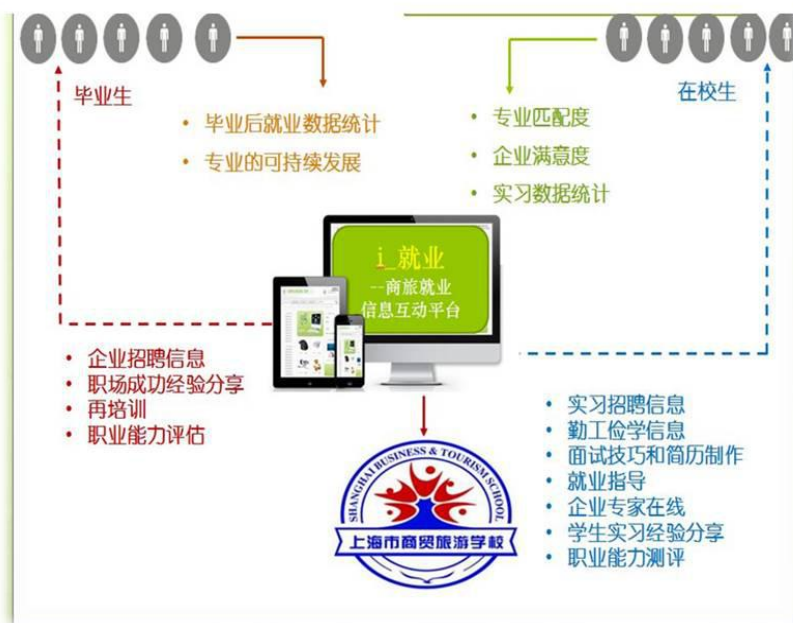 毕业生
在校生
• 毕业后就业数据统计
• 专业的可持续发展
• 专业匹配度
• 企业满意度
• 实习数据统计
i_就业
--商旅就业
信息互动平台
• 企业招聘信息
• 职场成功经验分享
• 再培训
• 职业能力评估
• 实习招聘信息
• 勤工俭学信息
• 面试技巧和简历制作
• 就业指导
• 企业专家在线
• 学生实习经验分享
• 职业能力测评
SHANGHAI BUSINESS & TOURISM SCHOOL
上海市商贸旅游学校